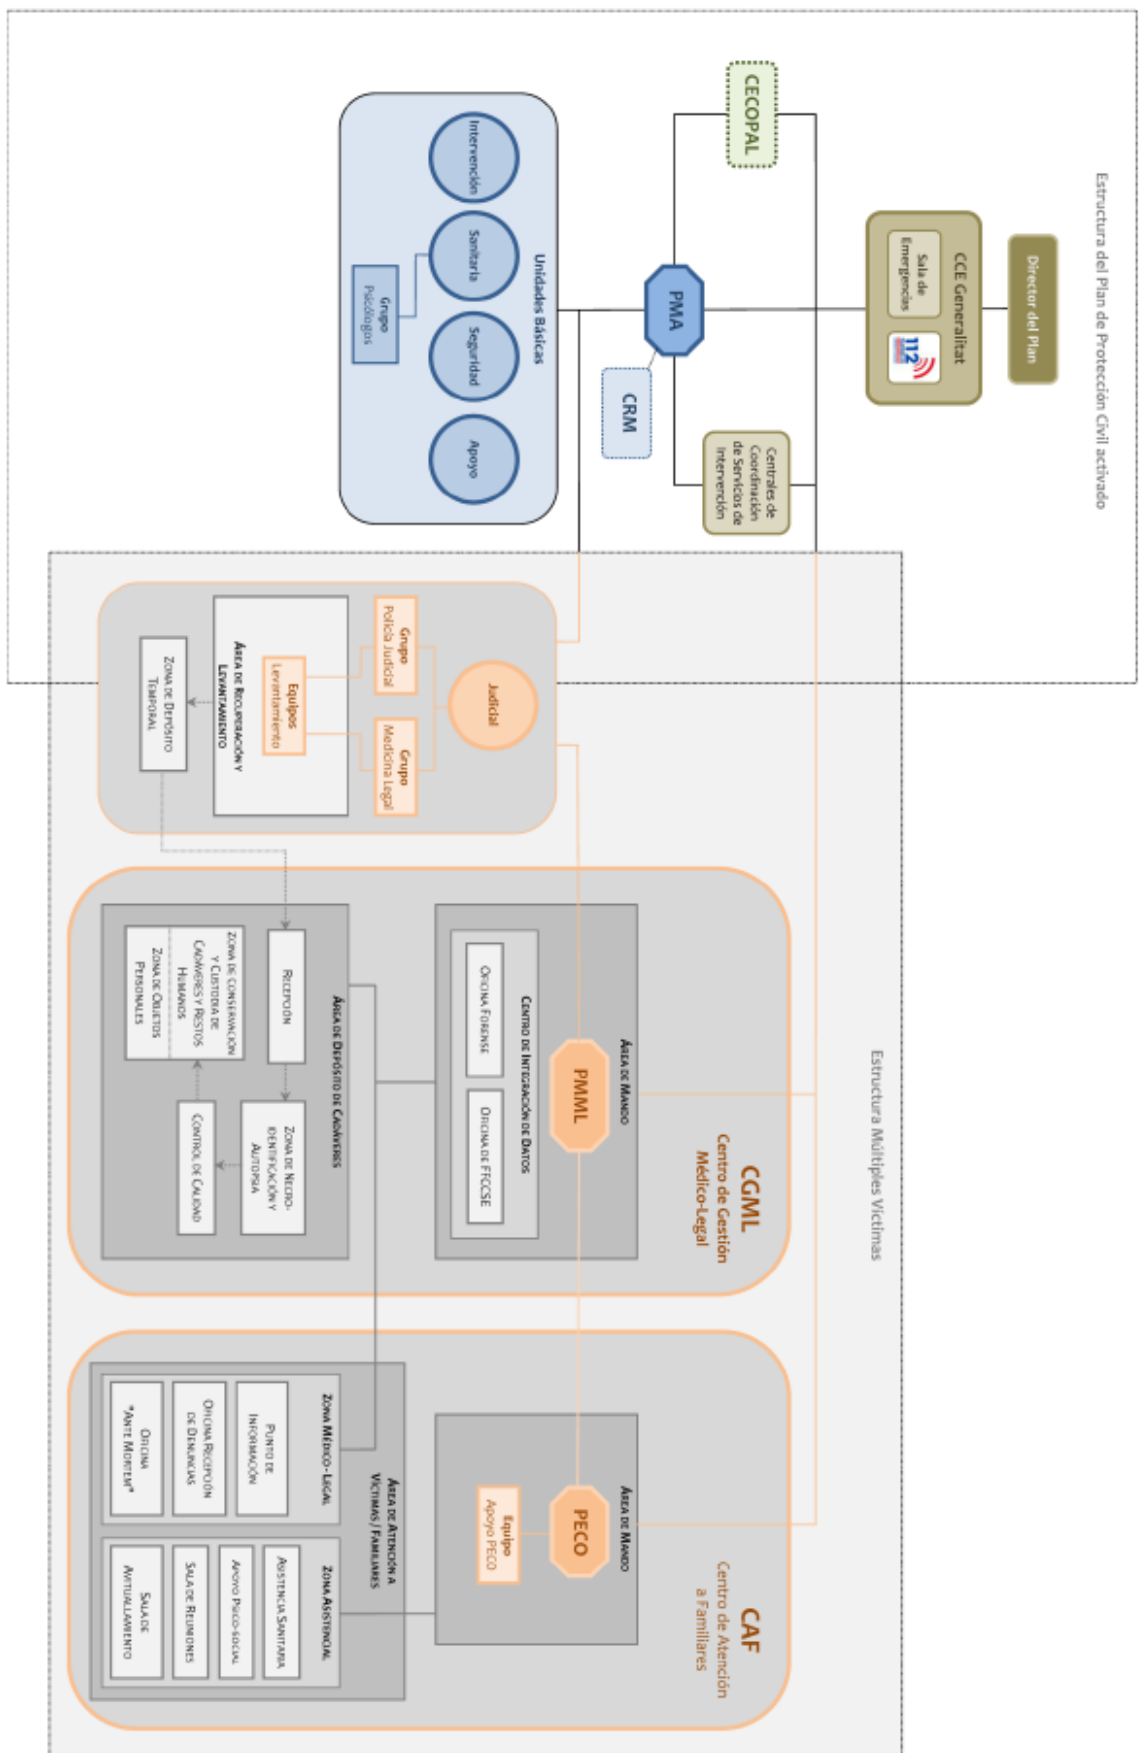 Estructura del Plan de Protección Civil activado
Director del Plan
CCE Generalitat
Sala de
Emergencias
112
CECOPAL
Centrales de
Coordinación
de Servicios de
Intervención
PMA
CRM
Unidades Básicas
Intervención
Sanitaria
Seguridad
Apoyo
Grupo
Psicólogos
Estructura Múltiples Víctimas
Judicial
Grupo
Policía Judicial
Grupo
Medicina Legal
Equipos
Levantamiento
ÁREA DE RECUPERACIÓN Y
LEVANTAMIENTO
ZONA DE DEPÓSITO
TEMPORAL
CGML
Centro de Gestión
Médico-Legal
ÁREA DE MANDO
PMML
CENTRO DE INTEGRACIÓN DE DATOS
OFICINA FORENSE
OFICINA DE FFCCSE
ÁREA DE DEPÓSITO DE CADÁVERES
RECEPCIÓN
ZONA DE NECRO-
IDENTIFICACIÓN Y
AUTOPSIA
ZONA DE CONSERVACIÓN
Y CUSTODIA DE
CADÁVERES Y RESTOS
HUMANOS
ZONA DE OBJETOS
PERSONALES
CONTROL DE CALIDAD
CAF
Centro de Atención
a Familiares
ÁREA DE MANDO
PECO
Equipo
Apoyo PECO
ÁREA DE ATENCIÓN A
VÍCTIMAS / FAMILIARES
ZONA MÉDICO-LEGAL
PUNTO DE
INFORMACIÓN
OFICINA RECEPCIÓN
DE DENUNCIAS
OFICINA
"ANTE MORTEM"
ZONA ASISTENCIAL
ASISTENCIA SANITARIA
APOYO PSICO-SOCIAL
SALA DE REUNIONES
SALA DE
AVITUALLAMIENTO